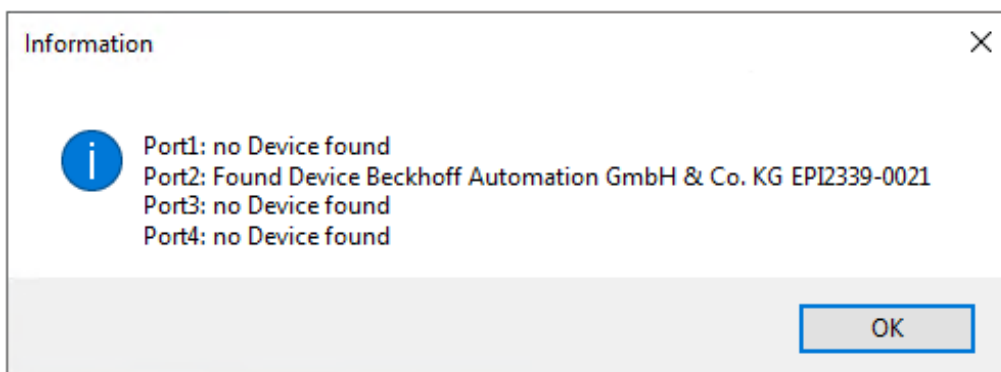 Information
Port1: no Device found
Port2: Found Device Beckhoff Automation GmbH & Co. KG EPI2339-0021
Port3: no Device found
Port4: no Device found
OK